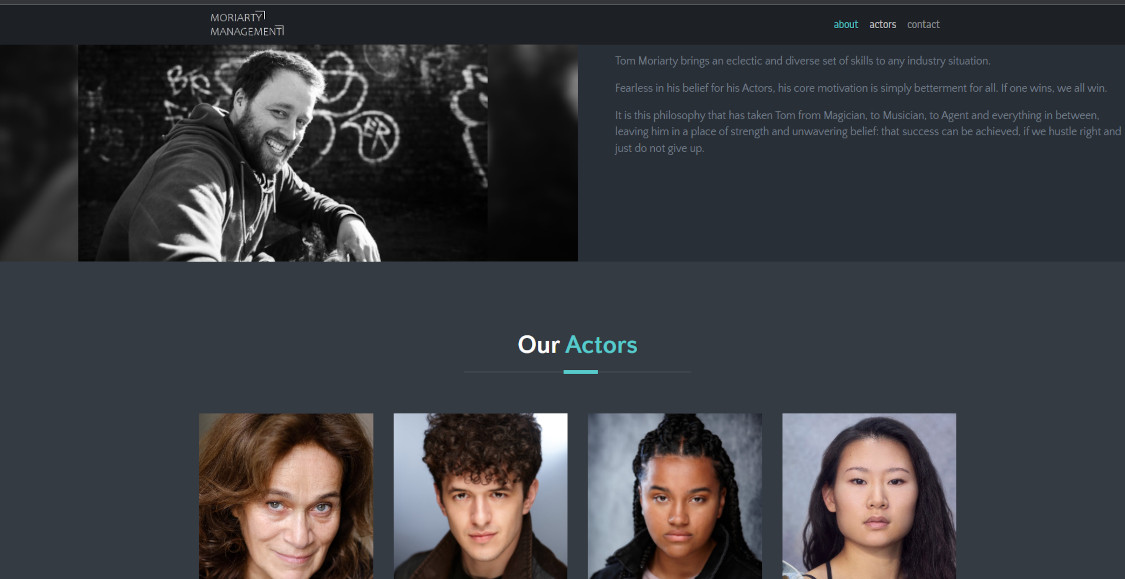 MORIARTY
MANAGEMENT
about actors contact
Tom Moriarty brings an eclectic and diverse set of skills to any industry situation.
Fearless in his belief for his Actors, his core motivation is simply betterment for all. If one wins, we all win.
It is this philosophy that has taken Tom from Magician, to Musician, to Agent and everything in between,
leaving him in a place of strength and unwavering belief: that success can be achieved, if we hustle right and
just do not give up.
Our Actors